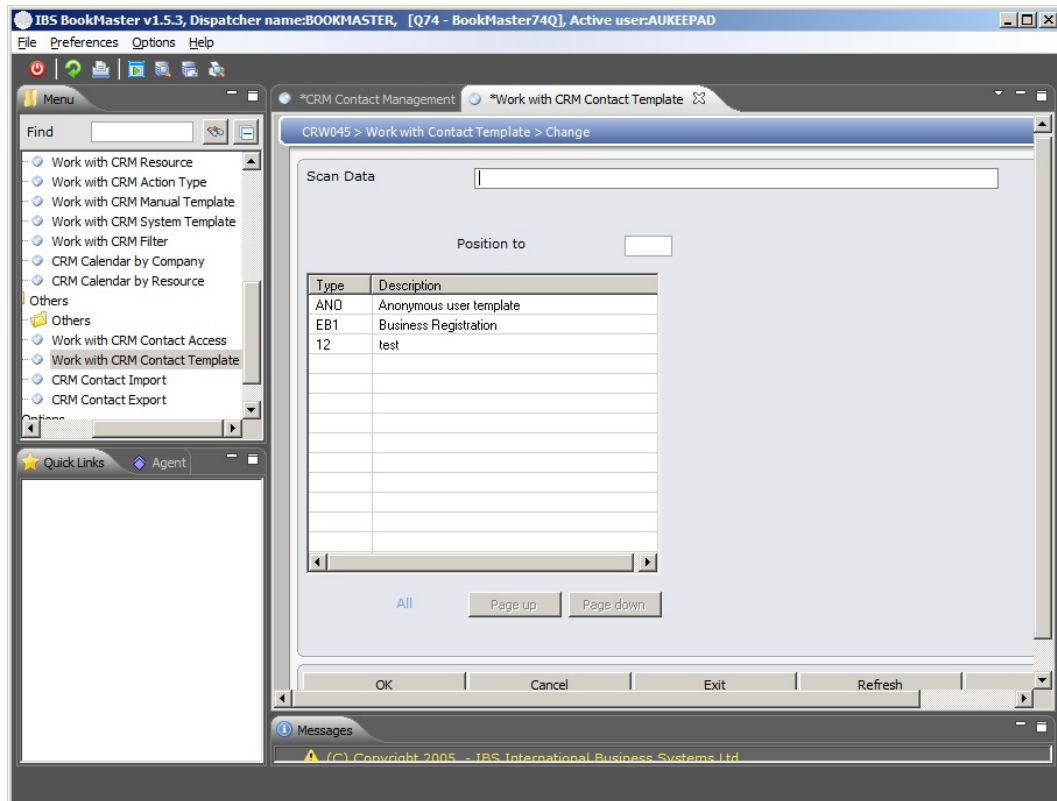 IBS BookMaster v1.5.3, Dispatcher name:BOOKMASTER, [Q74 - BookMaster74Q], Active user:AUKEEPAD
File Preferences Options Help
Menu
Find
Work with CRM Resource
Work with CRM Action Type
Work with CRM Manual Template
Work with CRM System Template
Work with CRM Filter
CRM Calendar by Company
CRM Calendar by Resource
Others
Others
Work with CRM Contact Access
Work with CRM Contact Template
CRM Contact Import
CRM Contact Export
Options
Quick Links Agent
*CRM Contact Management *Work with CRM Contact Template
CRW045 > Work with Contact Template > Change
Scan Data
Position to
Type Description
ANO Anonymous user template
EB1 Business Registration
12 test
All Page up Page down
OK Cancel Exit Refresh
Messages
(C) Copyright 2005 - IBS International Business Systems Ltd